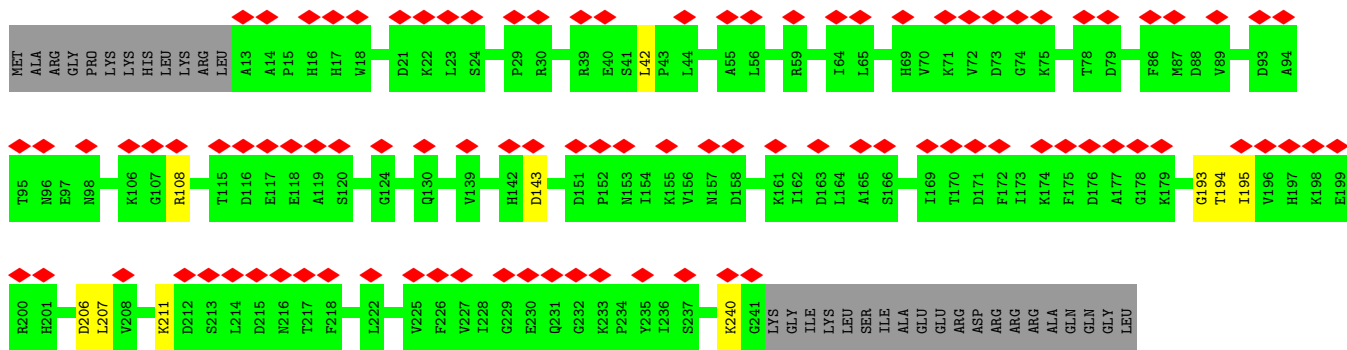 MET ALA ARG GLY PRO LYS LYS HIS LEU LYS ARG LEU A13 A14 P15 H16 H17 W18 D21 K22 L23 S24 P29 R30 R39 E40 S41 L42 P43 L44 A55 L56 R59 I64 L65 H69 V70 K71 V72 D73 G74 K75 T78 D79 F86 M87 D88 V89 D93 A94
T95 N96 E97 N98 K106 G107 R108 T115 D116 E117 E118 A119 S120 G124 Q130 V139 H142 D143 D151 P152 N153 I154 K155 V156 N157 D158 K161 I162 D163 L164 A165 S166 I169 T170 D171 F172 I173 K174 F175 D176 A177 G178 K179 G193 T194 I195 V196 H197 K198 E199
R200 H201 D206 L207 V208 K211 D212 S213 L214 D215 N216 T217 F218 L222 V225 F226 V227 I228 G229 E230 Q231 G232 K233 P234 Y235 I236 S237 K240 G241 LYS GLY ILE LYS LEU SER ILE ALA GLU GLU ARG ASP ARG ARG ARG ALA GLN GLN GLY LEU